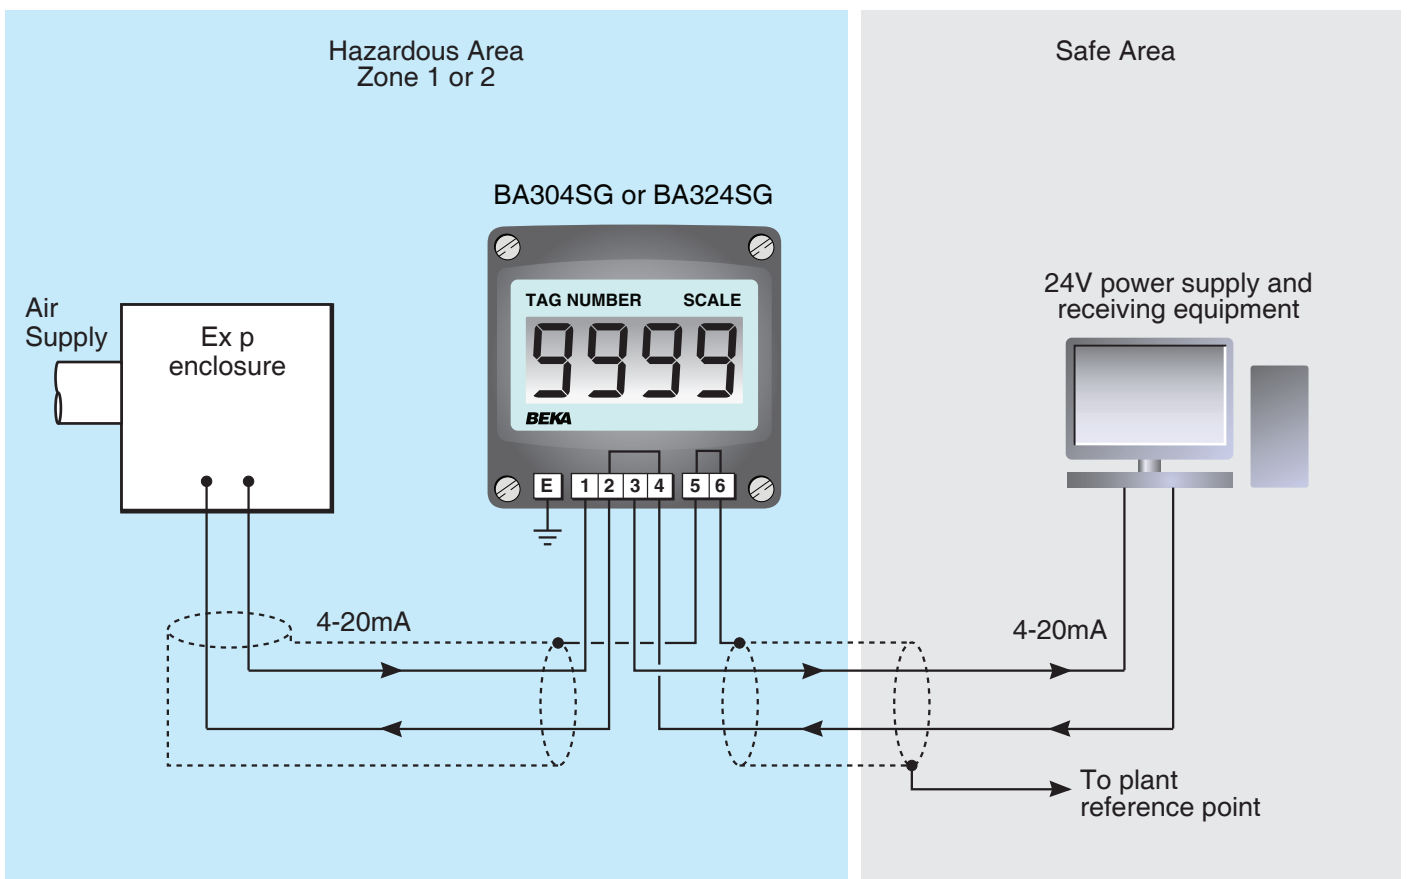 Hazardous Area
Zone 1 or 2
Safe Area
BA304SG or BA324SG
TAG NUMBER SCALE
9999
BEKA
E 1 2 3 4 5 6
Air
Supply
Ex p
enclosure
24V power supply and
receiving equipment
4-20mA
4-20mA
To plant
reference point